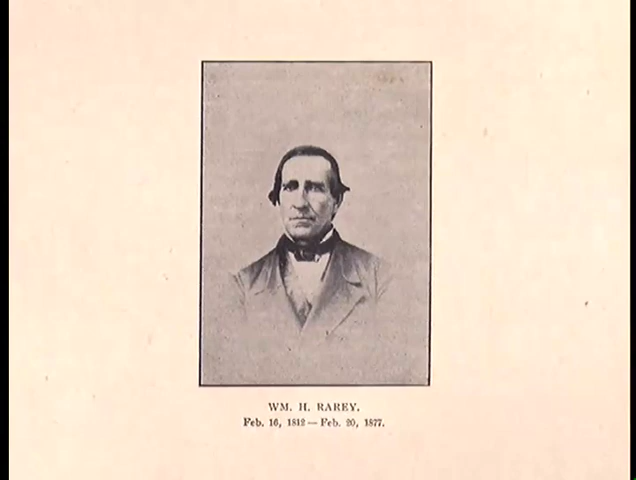 WM. H. RAREY.
Feb. 16, 1812 — Feb. 20, 1877.